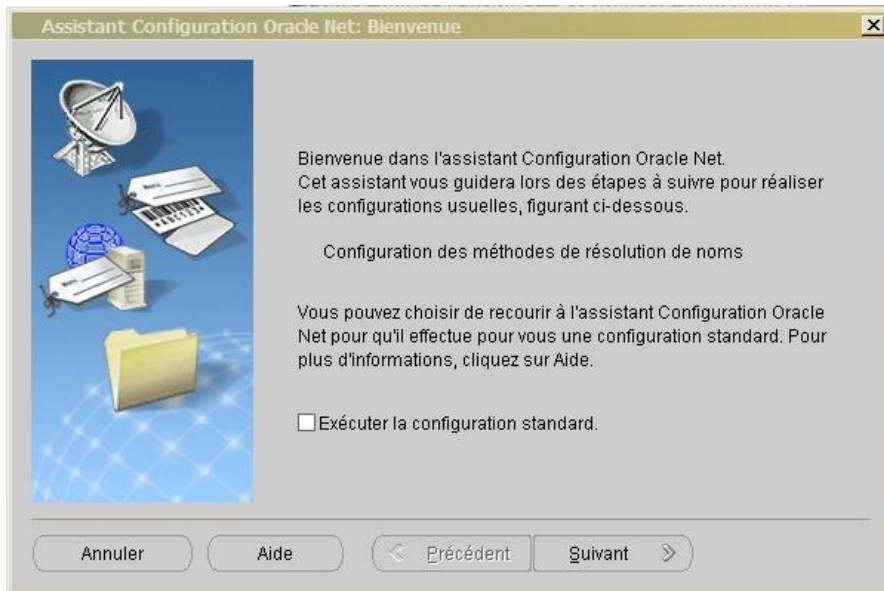 Assistant Configuration Oracle Net: Bienvenue
Bienvenue dans l'assistant Configuration Oracle Net.
Cet assistant vous guidera lors des étapes à suivre pour réaliser
les configurations usuelles, figurant ci-dessous.
Configuration des méthodes de résolution de noms
Vous pouvez choisir de recourir à l'assistant Configuration Oracle
Net pour qu'il effectue pour vous une configuration standard. Pour
plus d'informations, cliquez sur Aide.
Exécuter la configuration standard.
Annuler
Aide
Précédent
Suivant